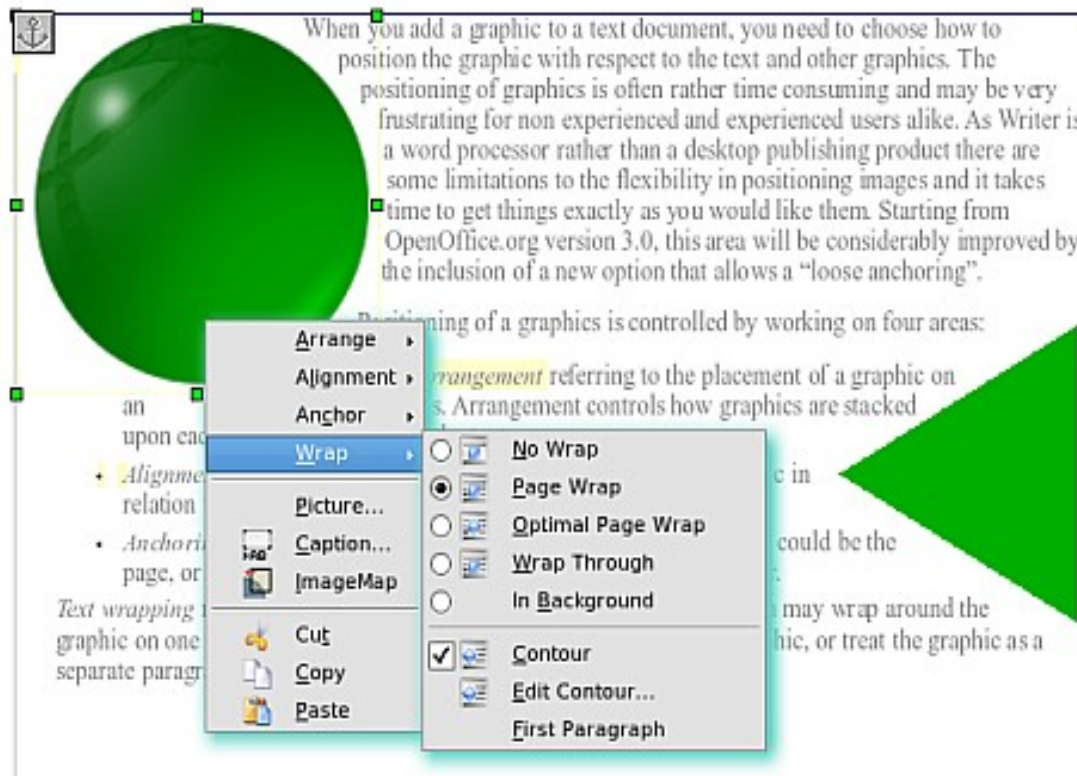 When you add a graphic to a text document, you need to choose how to
position the graphic with respect to the text and other graphics. The
positioning of graphics is often rather time consuming and may be very
frustrating for non experienced and experienced users alike. As Writer is
a word processor rather than a desktop publishing product there are
some limitations to the flexibility in positioning images and it takes
time to get things exactly as you would like them. Starting from
OpenOffice.org version 3.0, this area will be considerably improved by
the inclusion of a new option that allows a “loose anchoring”.
Positioning of a graphics is controlled by working on four areas:
rrangement referring to the placement of a graphic on
an s. Arrangement controls how graphics are stacked
upon eac
• Alignme c in
relation
• Anchori could be the
page, or
Text wrapping may wrap around the
graphic on one hic, or treat the graphic as a
separate paragr
Arrange
Alignment
Anchor
Wrap
Picture...
Caption...
ImageMap
Cut
Copy
Paste
No Wrap
Page Wrap
Optimal Page Wrap
Wrap Through
In Background
Contour
Edit Contour...
First Paragraph